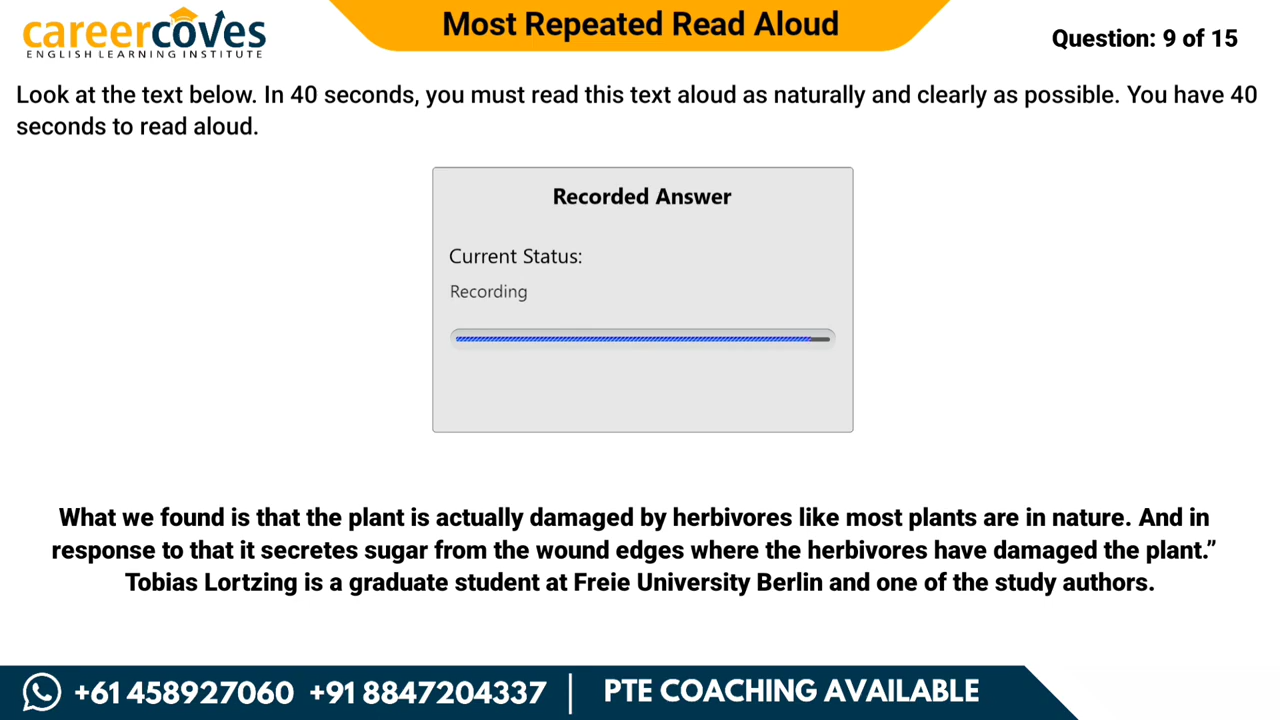 careercoves
ENGLISH LEARNING INSTITUTE
Most Repeated Read Aloud
Question: 9 of 15
Look at the text below. In 40 seconds, you must read this text aloud as naturally and clearly as possible. You have 40
seconds to read aloud.
Recorded Answer
Current Status:
Recording
What we found is that the plant is actually damaged by herbivores like most plants are in nature. And in
response to that it secretes sugar from the wound edges where the herbivores have damaged the plant.”
Tobias Lortzing is a graduate student at Freie University Berlin and one of the study authors.
+61 458927060 +91 8847204337 | PTE COACHING AVAILABLE